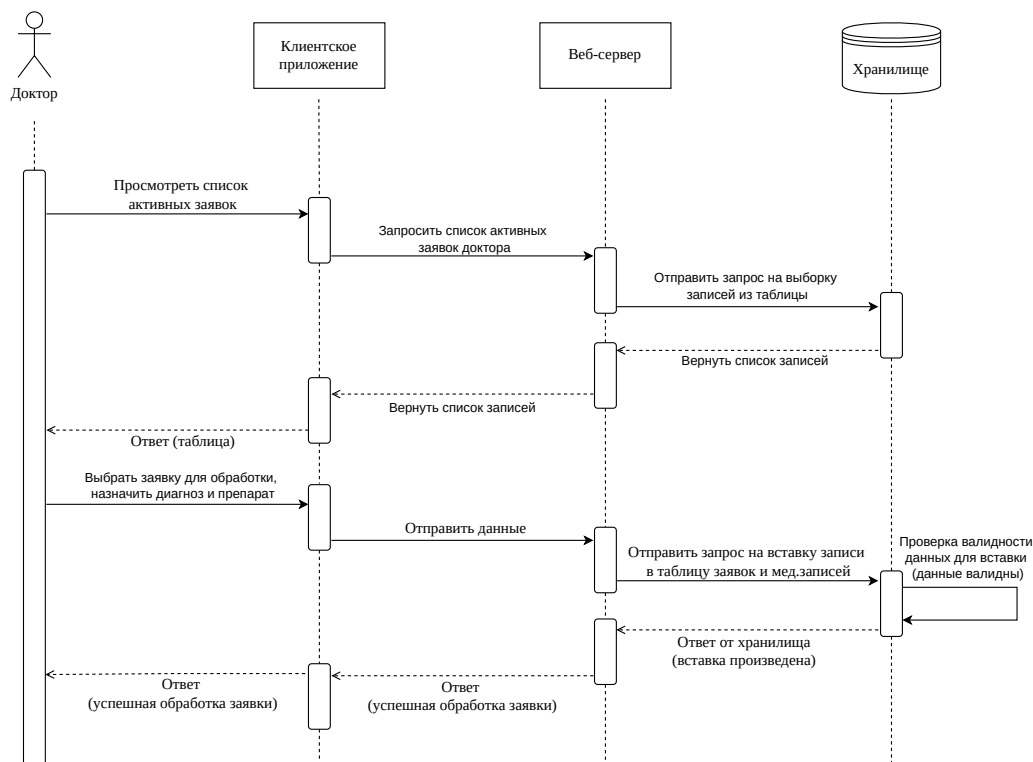 Доктор
Клиентское
приложение
Веб-сервер
Хранилище
Просмотреть список
активных заявок
Запросить список активных
заявок доктора
Отправить запрос на выборку
записей из таблицы
Вернуть список записей
Вернуть список записей
Ответ (таблица)
Выбрать заявку для обработки,
назначить диагноз и препарат
Отправить данные
Отправить запрос на вставку записи
в таблицу заявок и мед.записей
Проверка валидности
данных для вставки
(данные валидны)
Ответ от хранилища
(вставка произведена)
Ответ
(успешная обработка заявки)
Ответ
(успешная обработка заявки)